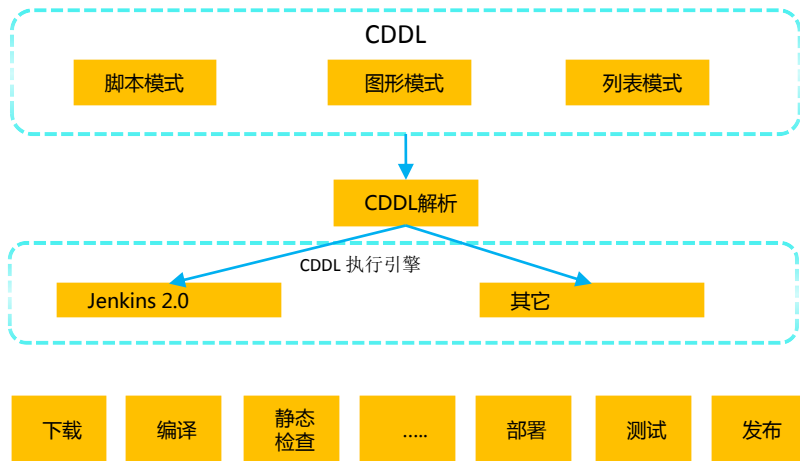 CDDL
脚本模式
图形模式
列表模式
CDDL解析
CDDL 执行引擎
Jenkins 2.0
其它
下载
编译
静态
检查
.....
部署
测试
发布